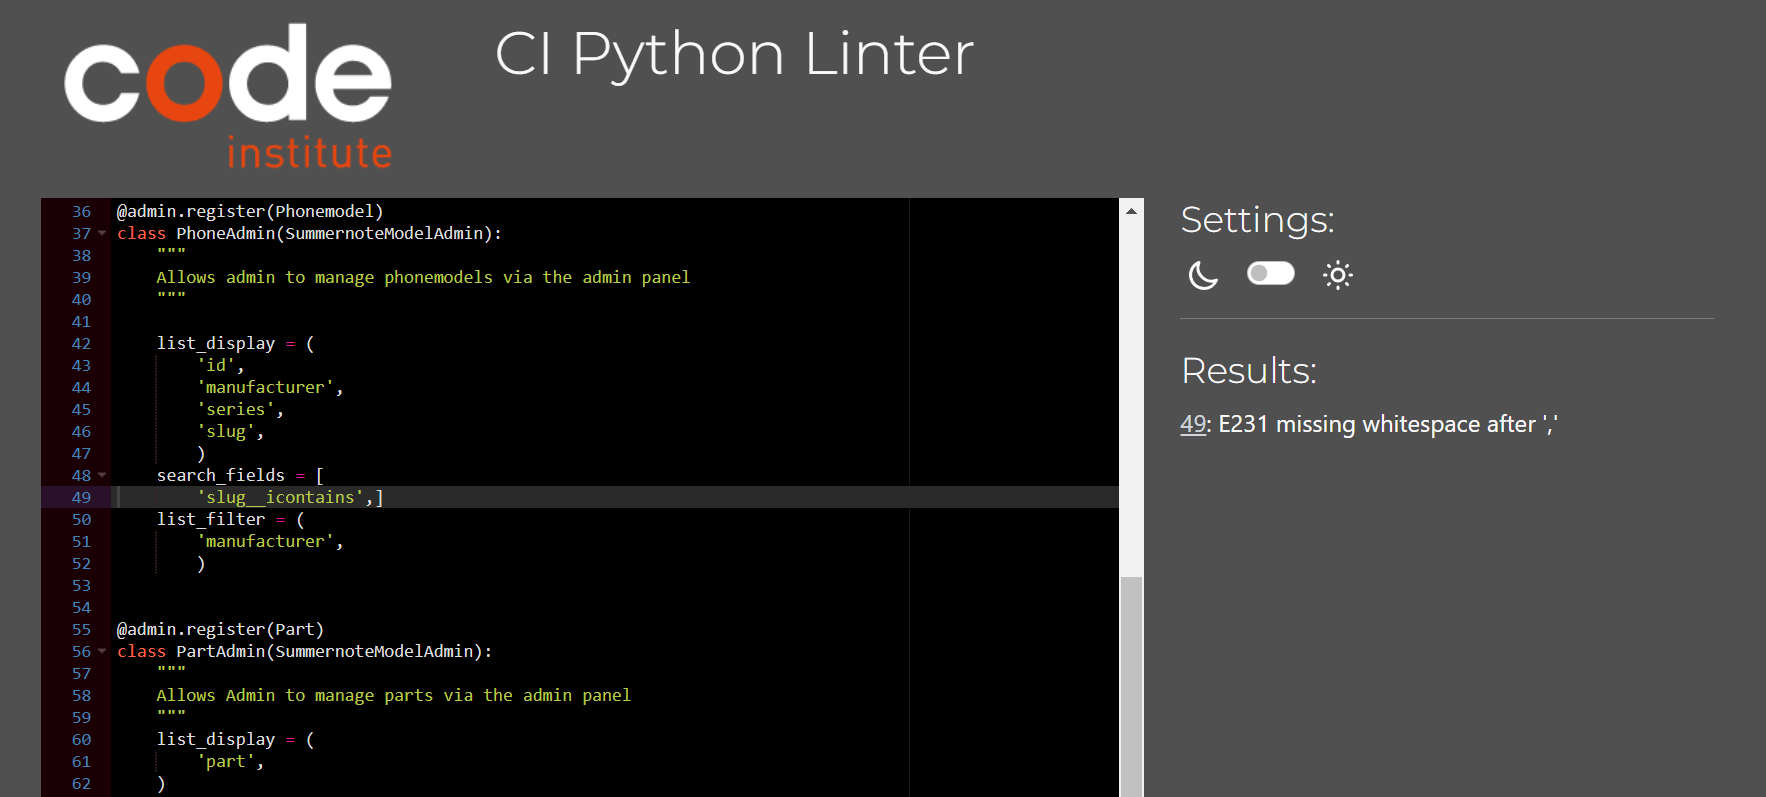 code
institute
CI Python Linter
36 @admin.register(Phonemodel)
37 class PhoneAdmin(SummernoteModelAdmin):
38     """
39     Allows admin to manage phonemodels via the admin panel
40     """
41
42     list_display = (
43         'id',
44         'manufacturer',
45         'series',
46         'slug',
47         )
48     search_fields = [
49         'slug__icontains',]
50     list_filter = (
51         'manufacturer',
52         )
53
54
55 @admin.register(Part)
56 class PartAdmin(SummernoteModelAdmin):
57     """
58     Allows Admin to manage parts via the admin panel
59     """
60     list_display = (
61         'part',
62     )
Settings:
Results:
49: E231 missing whitespace after ','